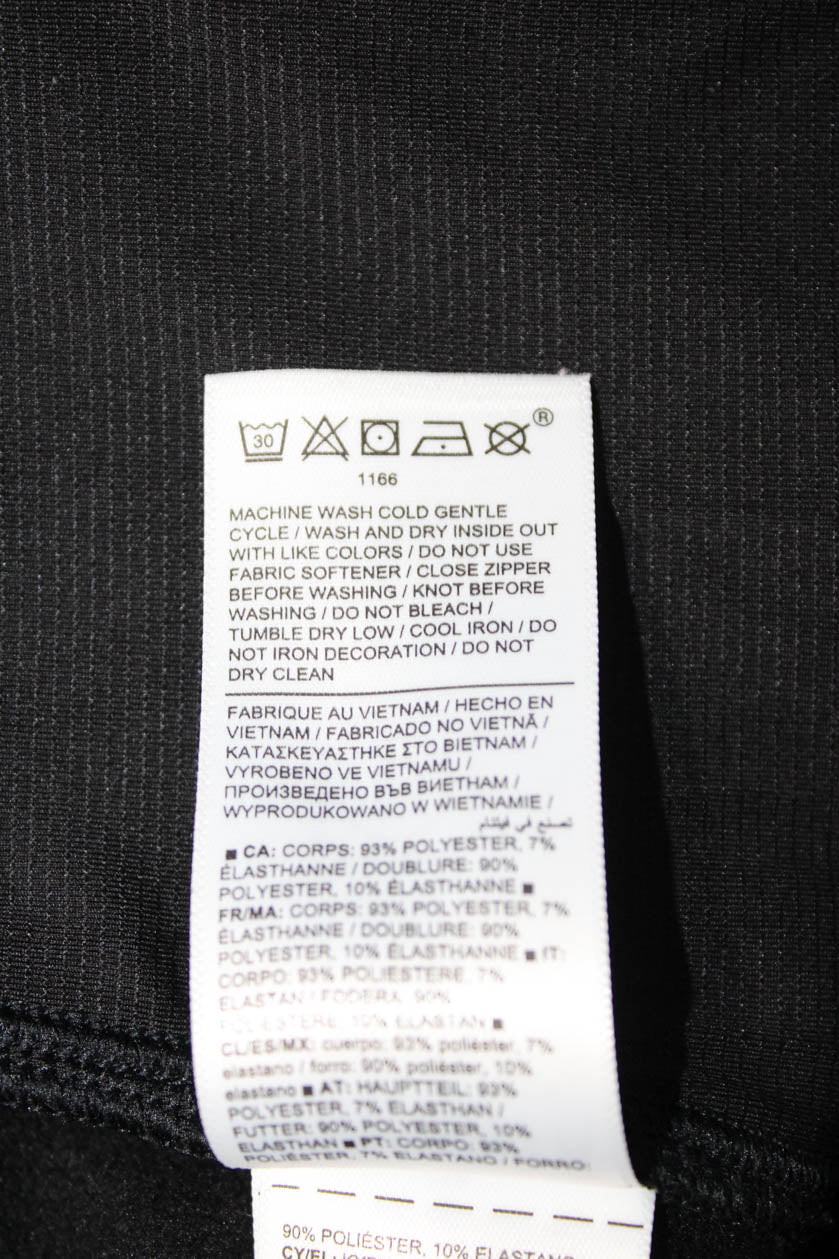 30
®
1166
MACHINE WASH COLD GENTLE
CYCLE / WASH AND DRY INSIDE OUT
WITH LIKE COLORS / DO NOT USE
FABRIC SOFTENER / CLOSE ZIPPER
BEFORE WASHING / KNOT BEFORE
WASHING / DO NOT BLEACH /
TUMBLE DRY LOW / COOL IRON / DO
NOT IRON DECORATION / DO NOT
DRY CLEAN
FABRIQUE AU VIETNAM / HECHO EN
VIETNAM / FABRICADO NO VIETNÃ /
ΚΑΤΑΣΚΕΥΑΣΤΗΚΕ ΣΤΟ ΒΙΕΤΝΑΜ /
VYROBENO VE VIETNAMU /
ПРОИЗВЕДЕНО ВЪВ ВИЕТНАМ /
WYPRODUKOWANO W WIETNAMIE /
صنع في فيتنام
■ CA: CORPS: 93% POLYESTER, 7%
ÉLASTHANNE / DOUBLURE: 90%
POLYESTER, 10% ÉLASTHANNE ■
FR/MA: CORPS: 93% POLYESTER, 7%
ÉLASTHANNE / DOUBLURE: 90%
POLYESTER, 10% ÉLASTHANNE ■ IT:
CORPO: 93% POLIESTERE, 7%
ELASTAN / FODERA: 90%
POLIESTERE, 10% ELASTAN ■
CL/ES/MX: cuerpo: 93% poliéster, 7%
elastano / forro: 90% poliéster, 10%
elastano ■ AT: HAUPTTEIL: 93%
POLYESTER, 7% ELASTHAN /
FUTTER: 90% POLYESTER, 10%
ELASTHAN ■ PT: CORPO: 93%
POLIÉSTER, 7% ELASTANO / FORRO:
90% POLIÉSTER, 10% ELASTANO